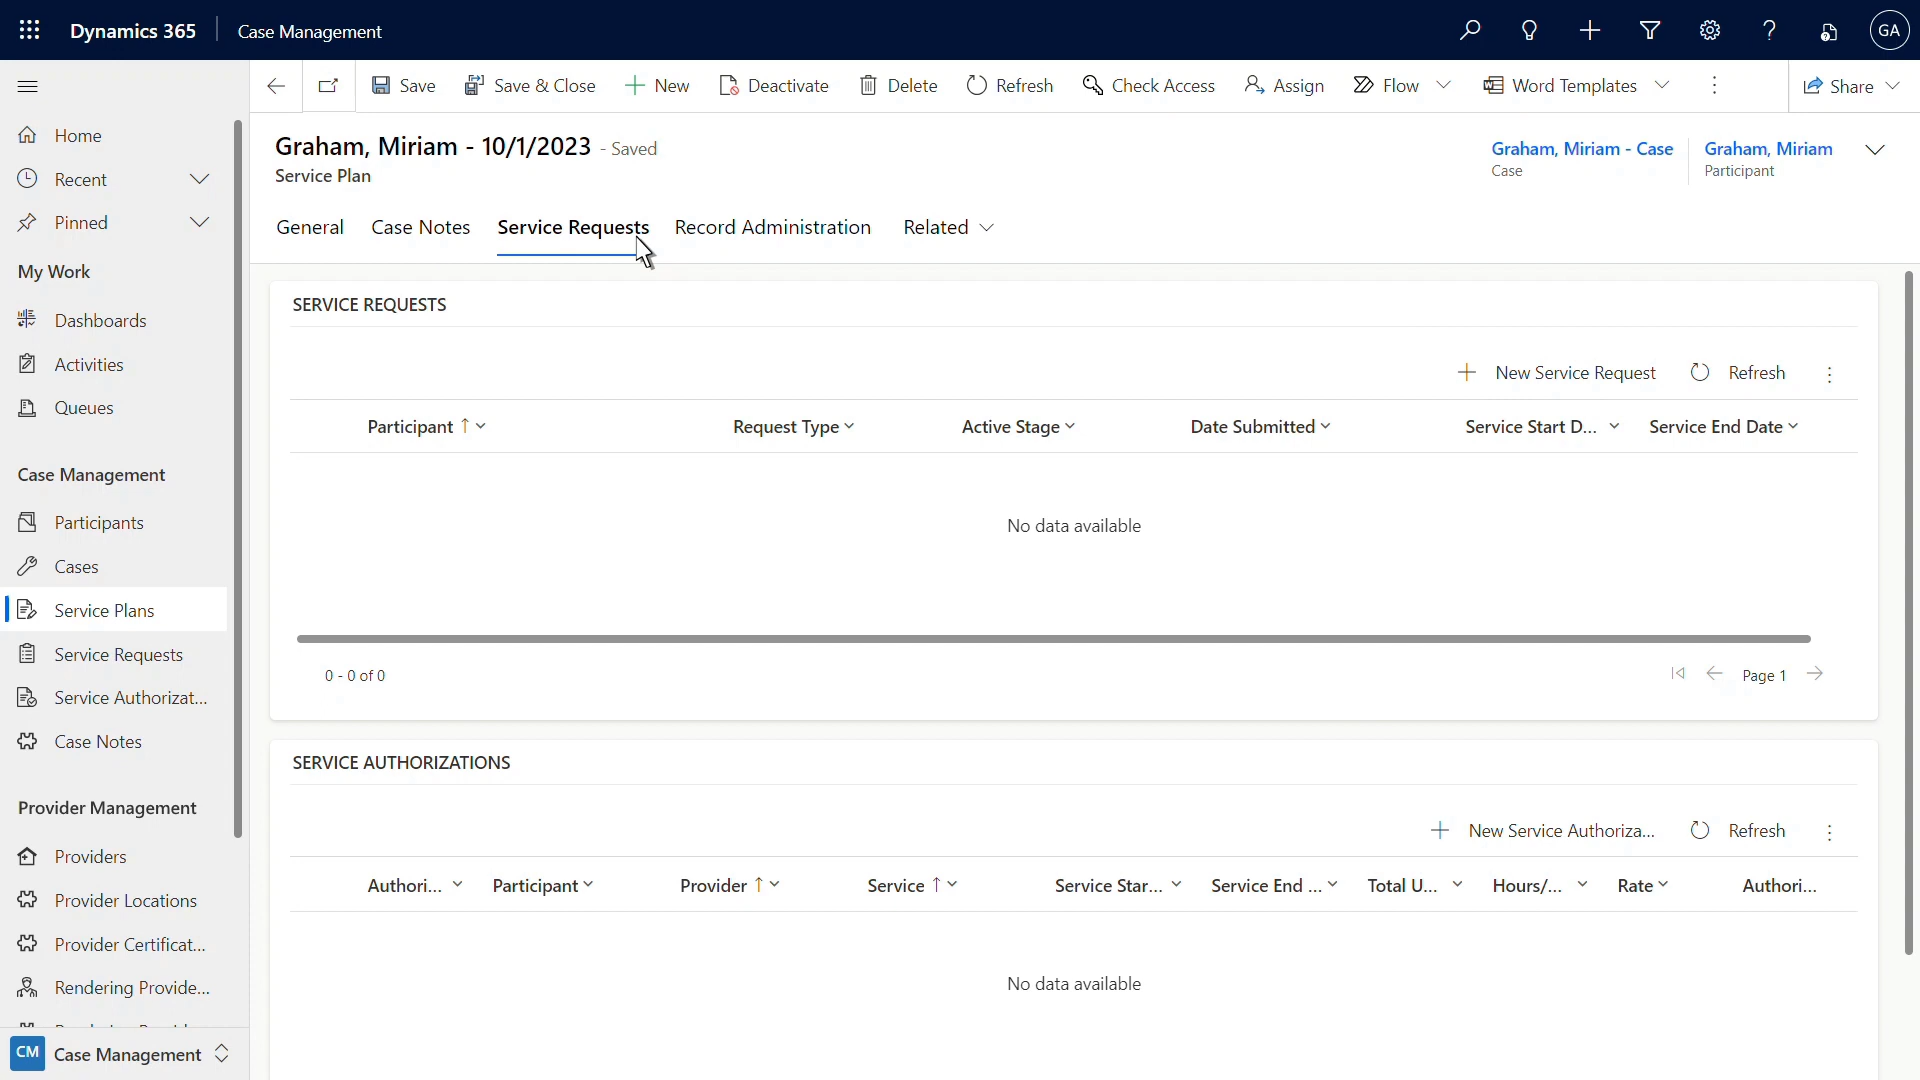 Dynamics 365 Case Management GA
Save Save & Close New Deactivate Delete Refresh Check Access Assign Flow Word Templates Share
Home
Recent
Pinned
My Work
Dashboards
Activities
Queues
Case Management
Participants
Cases
Service Plans
Service Requests
Service Authorizat...
Case Notes
Provider Management
Providers
Provider Locations
Provider Certificat...
Rendering Provide...
CM Case Management
Graham, Miriam - 10/1/2023 - Saved
Service Plan
Graham, Miriam - Case
Case
Graham, Miriam
Participant
General Case Notes Service Requests Record Administration Related
SERVICE REQUESTS
New Service Request Refresh
Participant Request Type Active Stage Date Submitted Service Start D... Service End Date
No data available
0 - 0 of 0 Page 1
SERVICE AUTHORIZATIONS
New Service Authoriza... Refresh
Authori... Participant Provider Service Service Star... Service End ... Total U... Hours/... Rate Authori...
No data available